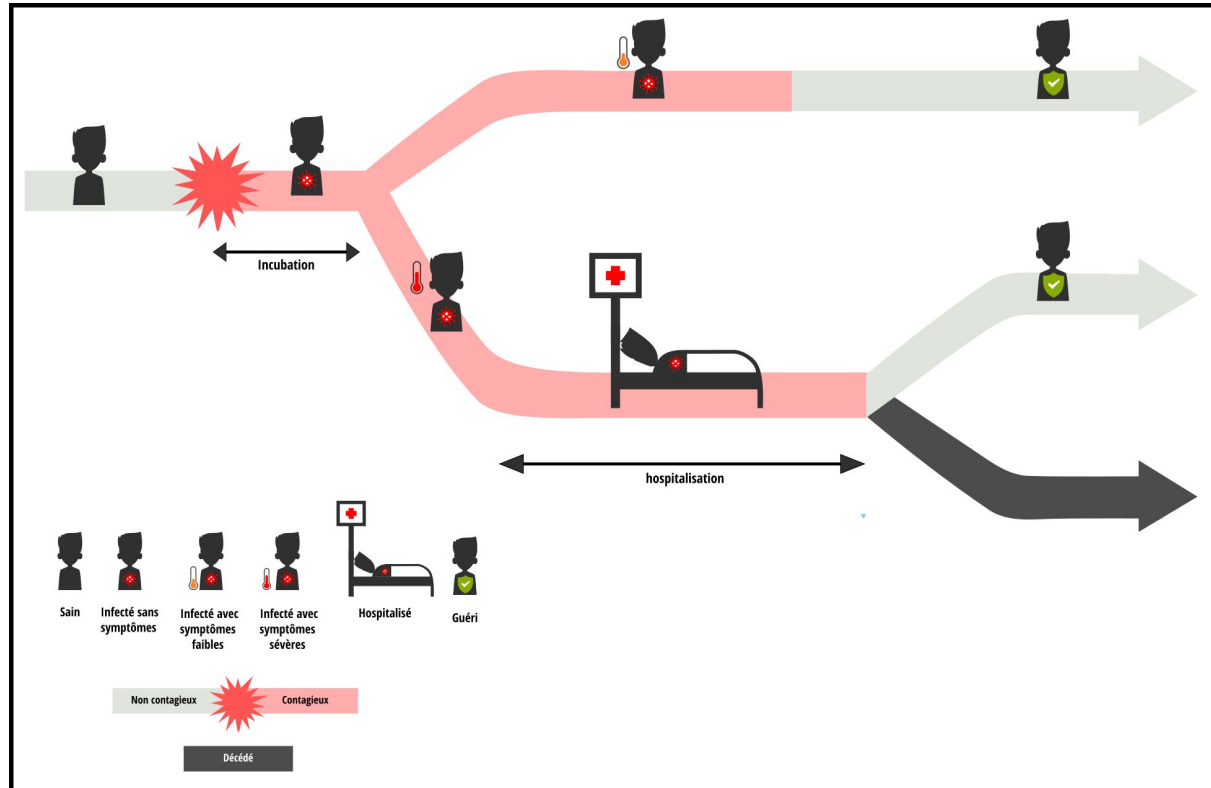 Incubation
hospitalisation
Sain
Infecté sans
symptômes
Infecté avec
symptômes
faibles
Infecté avec
symptômes
sévères
Hospitalisé
Guéri
Non contagieux
Contagieux
Décédé